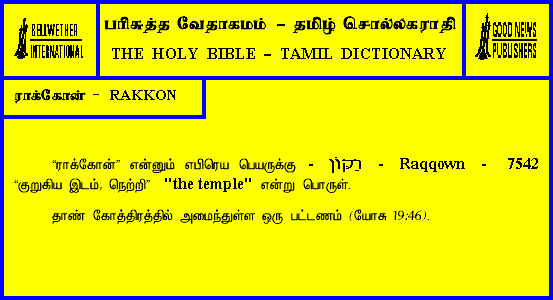 BELLWETHER
INTERNATIONAL
பரிசுத்த வேதாகமம் - தமிழ் சொல்லகராதி
THE HOLY BIBLE - TAMIL DICTIONARY
GOOD NEWS
PUBLISHERS
ராக்கோன் - RAKKON
“ராக்கோன்” என்னும் எபிரெய பெயருக்கு - רַקּוֹן - Raqqown - 7542
“குறுகிய இடம், நெற்றி” "the temple" என்று பொருள்.
தாண் கோத்திரத்தில் அமைந்துள்ள ஒரு பட்டணம் (யோசு 19:46).